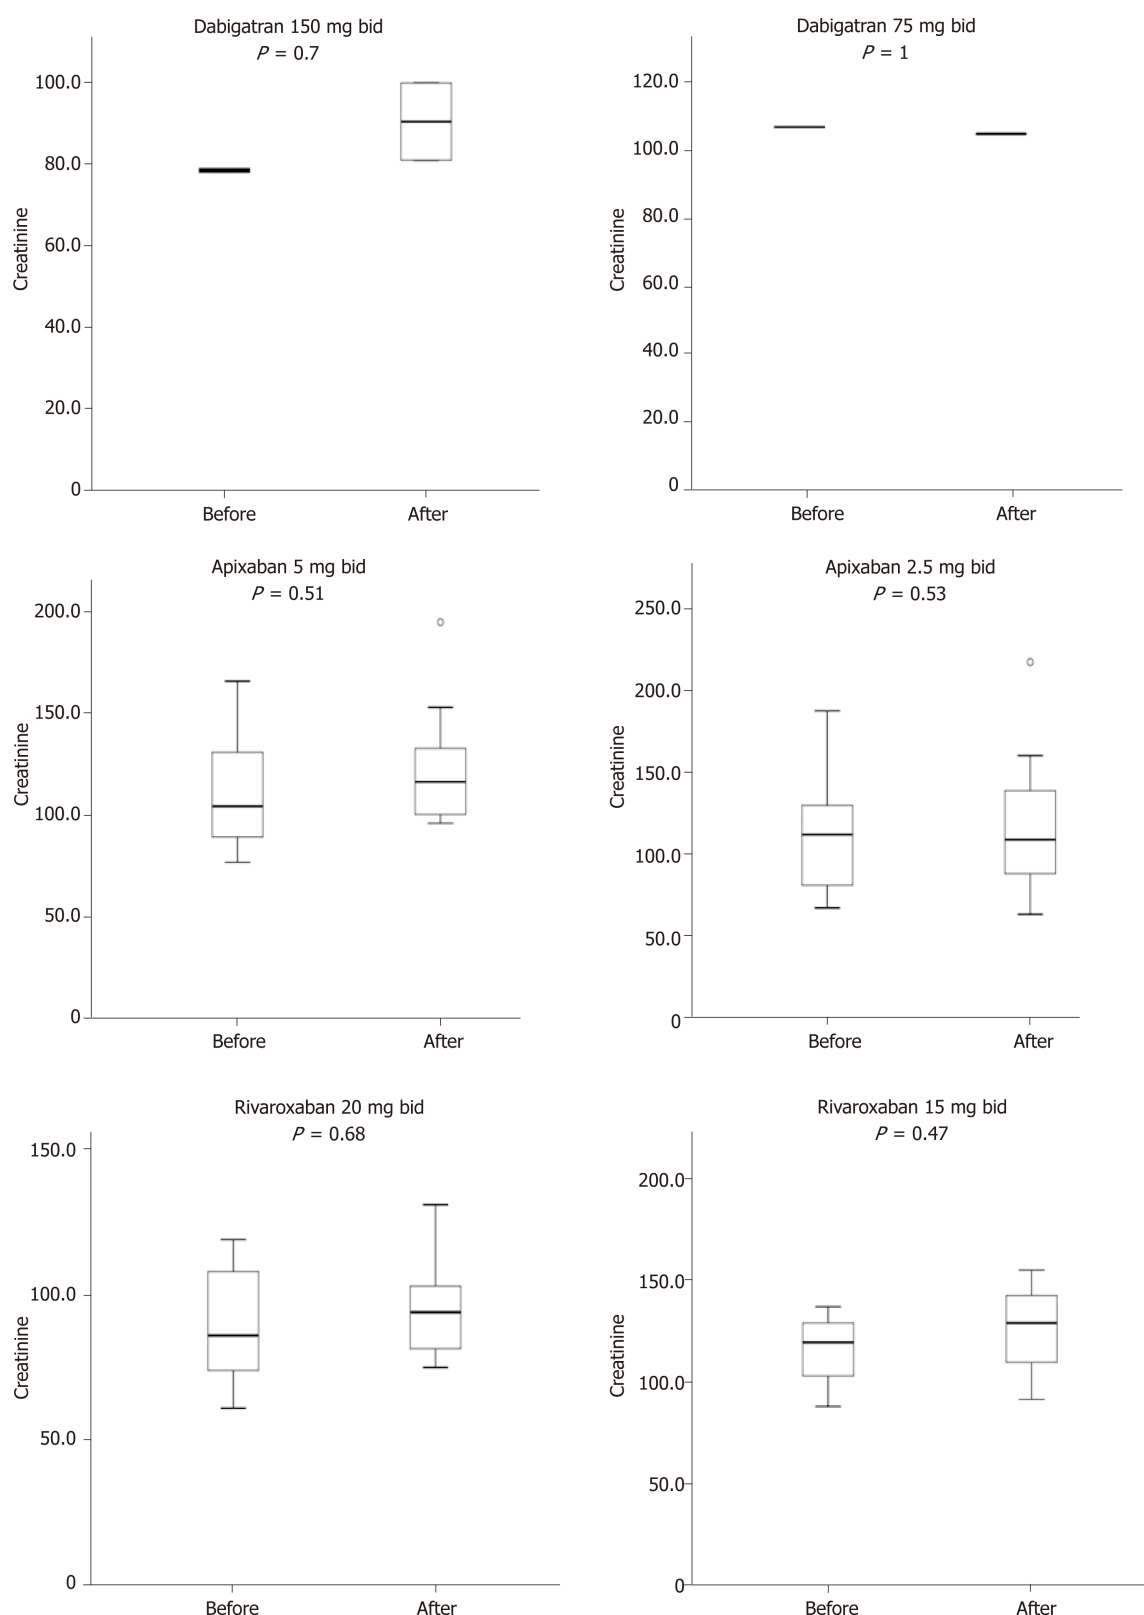 Dabigatran 150 mg bid
P = 0.7
100.0
80.0
60.0
40.0
20.0
0
Creatinine
Before After
Dabigatran 75 mg bid
P = 1
120.0
100.0
80.0
60.0
40.0
20.0
0
Creatinine
Before After
Apixaban 5 mg bid
P = 0.51
200.0
150.0
100.0
50.0
0
Creatinine
Before After
Apixaban 2.5 mg bid
P = 0.53
250.0
200.0
150.0
100.0
50.0
0
Creatinine
Before After
Rivaroxaban 20 mg bid
P = 0.68
150.0
100.0
50.0
0
Creatinine
Before After
Rivaroxaban 15 mg bid
P = 0.47
200.0
150.0
100.0
50.0
0
Creatinine
Before After